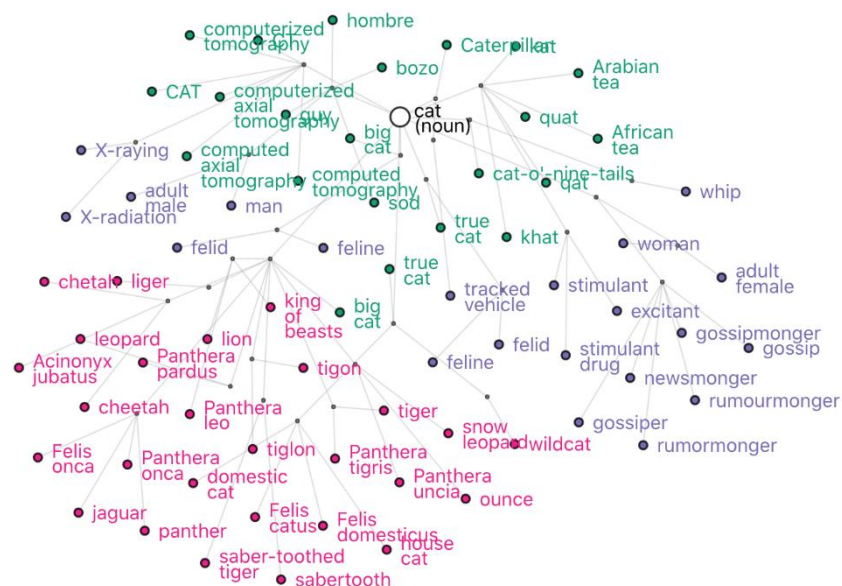 hombre
computerized
tomography
CT
Caterpillar
kat
bozo
Arabian
tea
CAT
computerized
axial
tomography
guy
cat
(noun)
quat
big
cat
African
tea
X-raying
computed
axial
tomography
computed
tomography
cat-o'-nine-tails
qat
adult
male
man
sod
whip
X-radiation
true
cat
khat
woman
felid
feline
true
cat
adult
female
chetah
liger
tracked
vehicle
stimulant
king
of
beasts
big
cat
excitant
leopard
lion
gossipmonger
gossip
Acinonyx
jubatus
Panthera
pardus
tigon
feline
felid
stimulant
drug
newsmonger
cheetah
Panthera
leo
tiger
rumourmonger
gossiper
snow
leopard
wildcat
rumormonger
Felis
onca
Panthera
onca
tiglon
Panthera
tigris
domestic
cat
Panthera
uncia
ounce
jaguar
panther
Felis
catus
Felis
domesticus
house
cat
saber-toothed
tiger
sabertooth